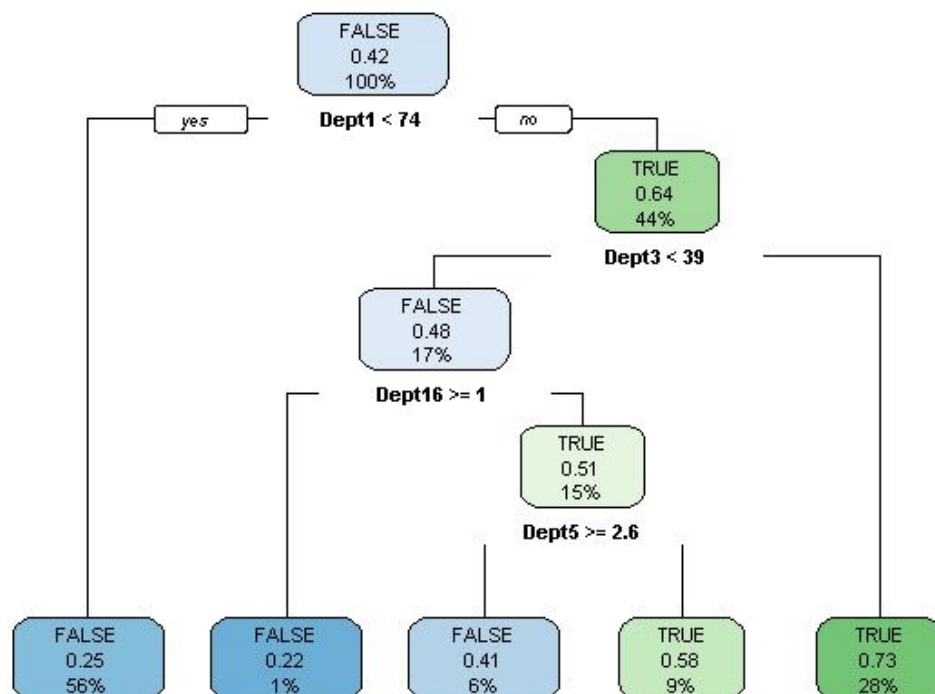 FALSE
0.42
100%
yes
Dept1 < 74
no
TRUE
0.64
44%
Dept3 < 39
FALSE
0.48
17%
Dept16 >= 1
TRUE
0.51
15%
Dept5 >= 2.6
FALSE
0.25
56%
FALSE
0.22
1%
FALSE
0.41
6%
TRUE
0.58
9%
TRUE
0.73
28%